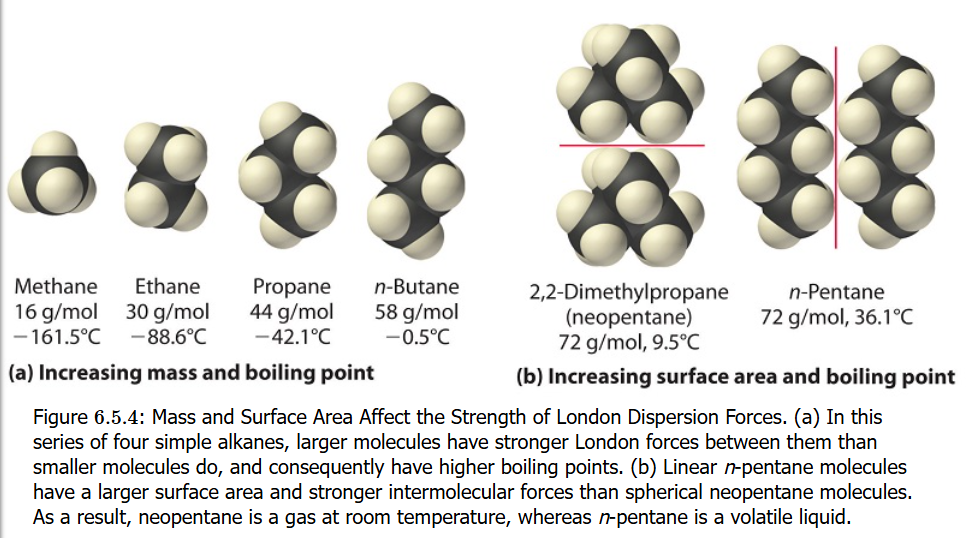 Methane
16 g/mol
−161.5°C
Ethane
30 g/mol
−88.6°C
Propane
44 g/mol
−42.1°C
n-Butane
58 g/mol
−0.5°C
(a) Increasing mass and boiling point
2,2-Dimethylpropane
(neopentane)
72 g/mol, 9.5°C
n-Pentane
72 g/mol, 36.1°C
(b) Increasing surface area and boiling point
Figure 6.5.4: Mass and Surface Area Affect the Strength of London Dispersion Forces. (a) In this
series of four simple alkanes, larger molecules have stronger London forces between them than
smaller molecules do, and consequently have higher boiling points. (b) Linear n-pentane molecules
have a larger surface area and stronger intermolecular forces than spherical neopentane molecules.
As a result, neopentane is a gas at room temperature, whereas n-pentane is a volatile liquid.